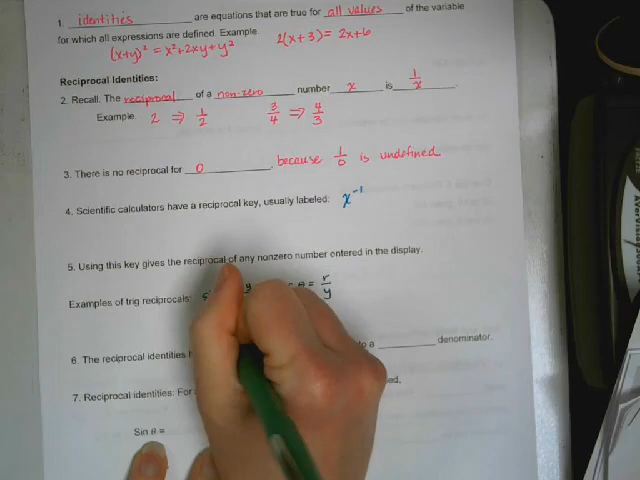 1. identities are equations that are true for all values of the variable
for which all expressions are defined. Example
(x+y)² = x²+2xy+y² 2(x+3) = 2x+6
Reciprocal Identities:
2. Recall. The reciprocal of a non-zero number x is 1/x.
Example. 2 ⇒ 1/2 3/4 ⇒ 4/3
3. There is no reciprocal for 0, because 1/0 is undefined
4. Scientific calculators have a reciprocal key, usually labeled: x⁻¹
5. Using this key gives the reciprocal of any nonzero number entered in the display.
Examples of trig reciprocals: y θ = r/y
6. The reciprocal identities to a ________ denominator.
7. Reciprocal identities: For
Sin θ =